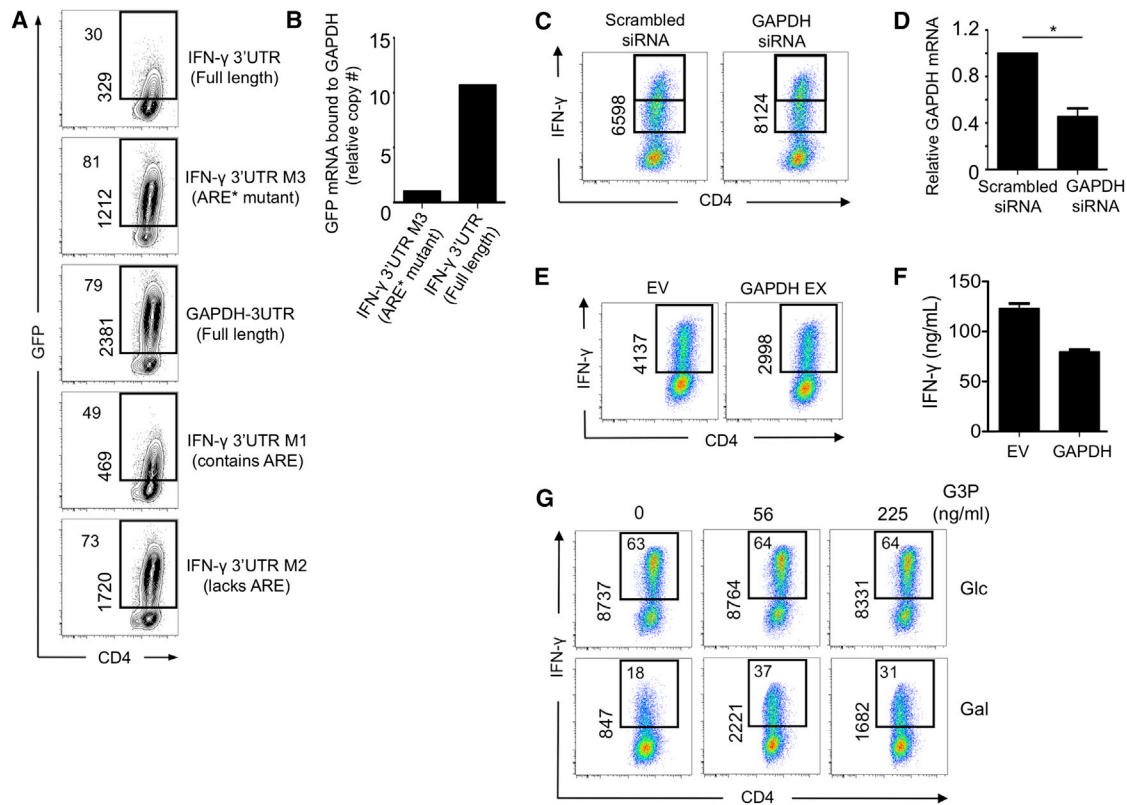 A
GFP
30
329
IFN-γ 3'UTR
(Full length)
81
1212
IFN-γ 3'UTR M3
(ARE* mutant)
79
2381
GAPDH-3UTR
(Full length)
49
469
IFN-γ 3'UTR M1
(contains ARE)
73
1720
IFN-γ 3'UTR M2
(lacks ARE)
CD4
B
GFP mRNA bound to GAPDH
(relative copy #)
15
10
5
0
IFN-γ 3'UTR M3
(ARE* mutant)
IFN-γ 3'UTR
(Full length)
C
Scrambled
siRNA
GAPDH
siRNA
IFN-γ
6598
8124
CD4
D
Relative GAPDH mRNA
1.2
0.8
0.4
0
*
Scrambled
siRNA
GAPDH
siRNA
E
EV
GAPDH EX
IFN-γ
4137
2998
CD4
F
IFN-γ (ng/mL)
150
100
50
0
EV
GAPDH
G
G3P
(ng/ml)
0
56
225
IFN-γ
63
8737
64
8764
64
8331
Glc
18
847
37
2221
31
1682
Gal
CD4